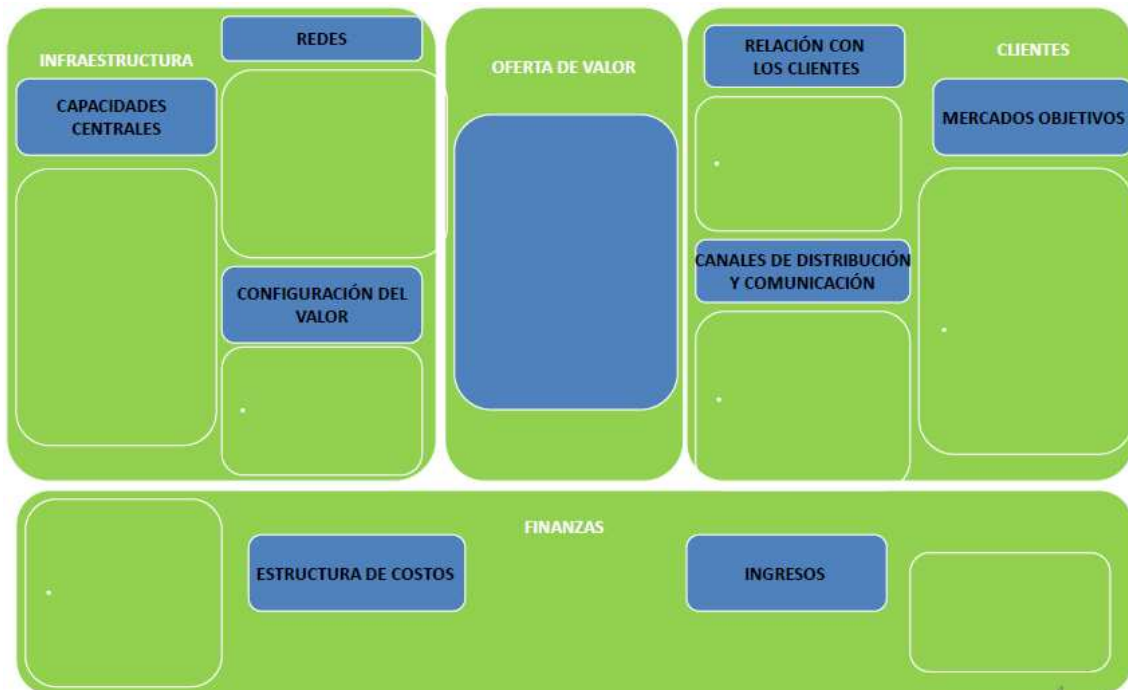 INFRAESTRUCTURA
REDES
CAPACIDADES
CENTRALES
CONFIGURACIÓN DEL
VALOR
OFERTA DE VALOR
RELACIÓN CON
LOS CLIENTES
CLIENTES
MERCADOS OBJETIVOS
CANALES DE DISTRIBUCIÓN
Y COMUNICACIÓN
FINANZAS
ESTRUCTURA DE COSTOS
INGRESOS